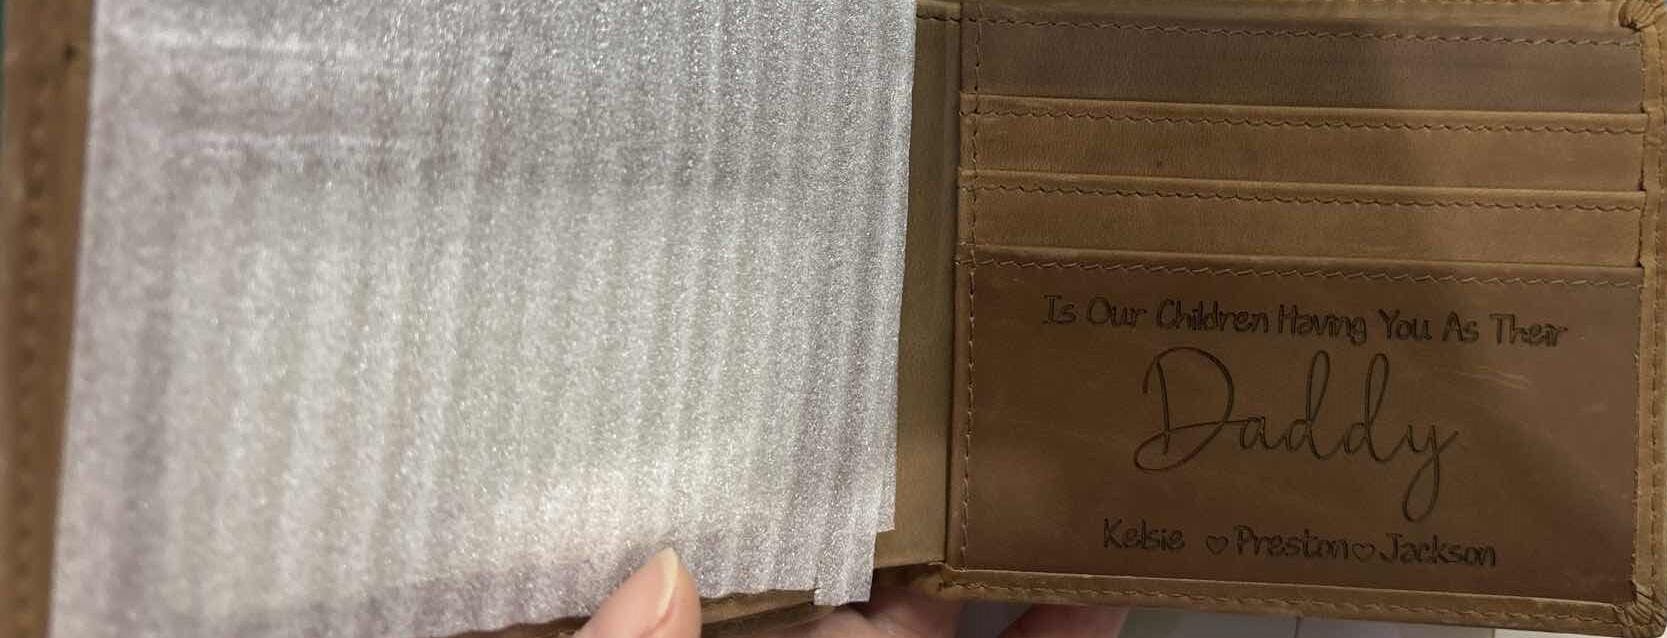 Is Our Children Having You As Their
Daddy
Kelsie ♡ Preston ♡ Jackson